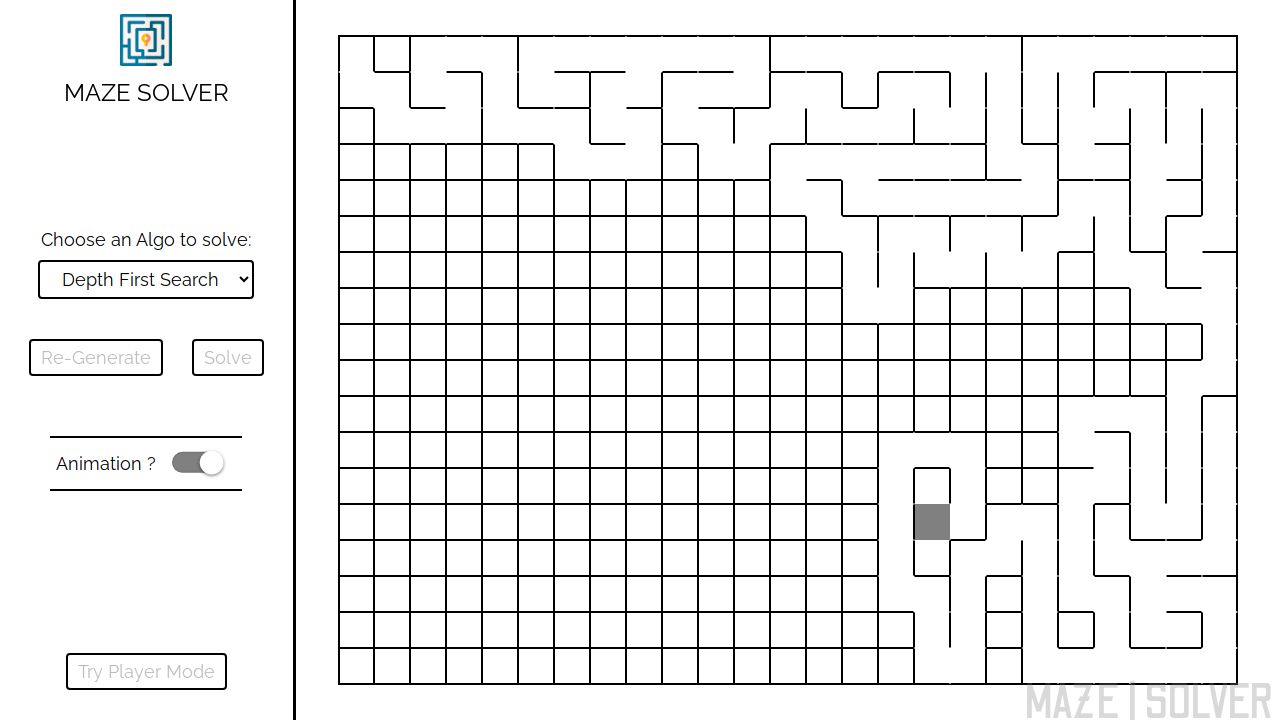 MAZE SOLVER
Choose an Algo to solve:
Depth First Search
Re-Generate
Solve
Animation ?
Try Player Mode
MAZE | SOLVER